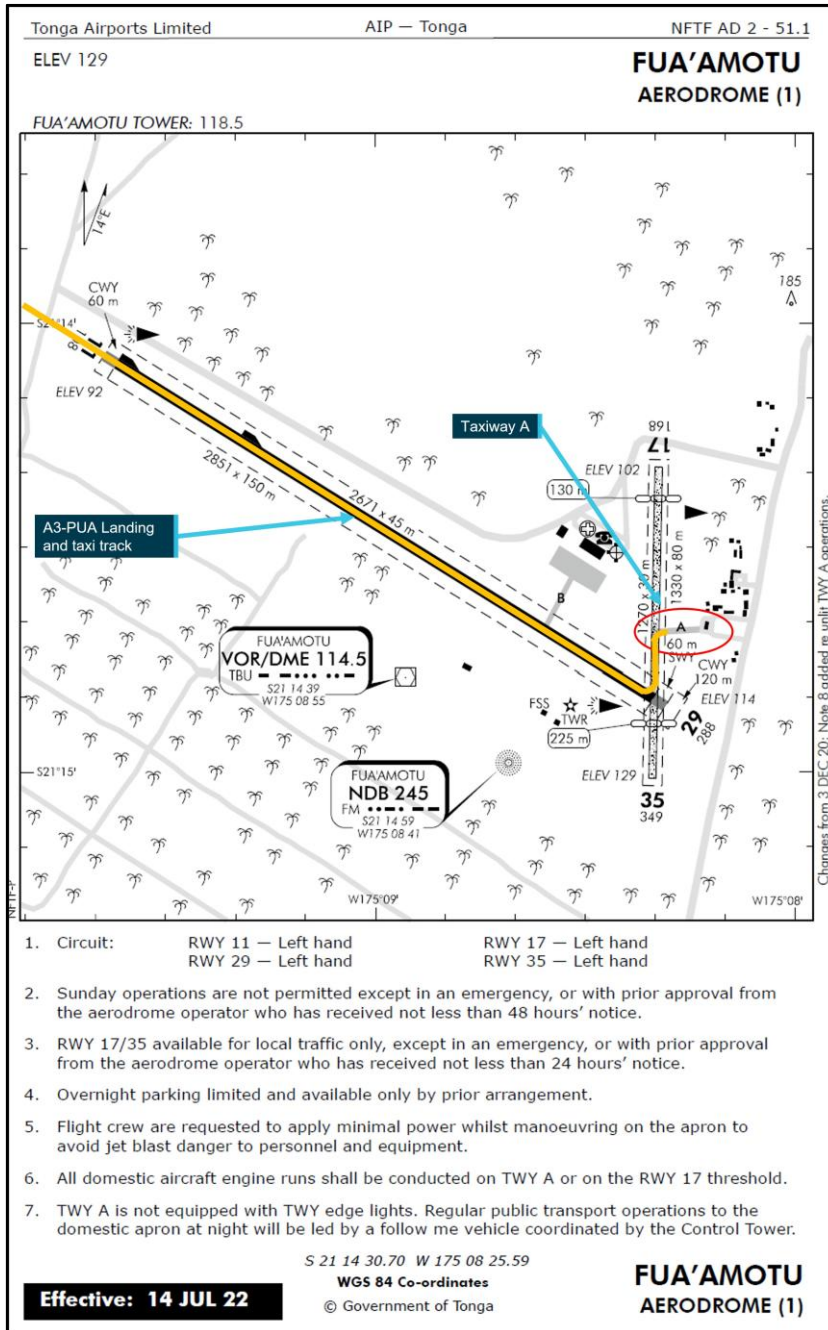 Tonga Airports Limited
AIP — Tonga
NFTF AD 2 - 51.1
ELEV 129
FUA'AMOTU
AERODROME (1)
FUA'AMOTU TOWER: 118.5
14°E
CWY
60 m
185
S21°14'
ELEV 92
Taxiway A
168
17
ELEV 102
130 m
2851 x 150 m
2671 x 45 m
A3-PUA Landing
and taxi track
1270 x 30 m
1330 x 80 m
B
A
60 m
SWY
CWY
120 m
ELEV 114
FUA'AMOTU
VOR/DME 114.5
TBU
S21 14 39
W175 08 55
FSS
TWR
225 m
29
288
S21°15'
FUA'AMOTU
NDB 245
FM
S21 14 59
W175 08 41
ELEV 129
35
349
W175°09'
W175°08'
NFTF-P
Changes from 3 DEC 20: Note 8 added re unlit TWY A operations.
1. Circuit: RWY 11 — Left hand RWY 17 — Left hand
RWY 29 — Left hand RWY 35 — Left hand
2. Sunday operations are not permitted except in an emergency, or with prior approval from
the aerodrome operator who has received not less than 48 hours' notice.
3. RWY 17/35 available for local traffic only, except in an emergency, or with prior approval
from the aerodrome operator who has received not less than 24 hours' notice.
4. Overnight parking limited and available only by prior arrangement.
5. Flight crew are requested to apply minimal power whilst manoeuvring on the apron to
avoid jet blast danger to personnel and equipment.
6. All domestic aircraft engine runs shall be conducted on TWY A or on the RWY 17 threshold.
7. TWY A is not equipped with TWY edge lights. Regular public transport operations to the
domestic apron at night will be led by a follow me vehicle coordinated by the Control Tower.
S 21 14 30.70 W 175 08 25.59
WGS 84 Co-ordinates
© Government of Tonga
Effective: 14 JUL 22
FUA'AMOTU
AERODROME (1)